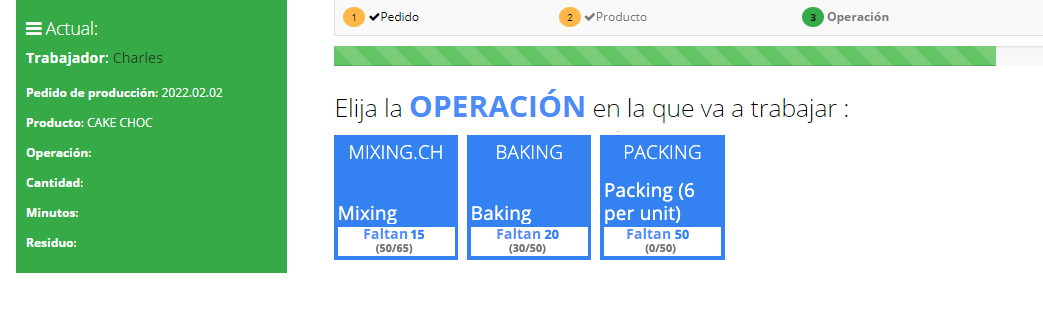 Actual:
Trabajador: Charles
Pedido de producción: 2022.02.02
Producto: CAKE CHOC
Operación:
Cantidad:
Minutos:
Residuo:
1 Pedido
2 Producto
3 Operación
Elija la OPERACIÓN en la que va a trabajar :
MIXING.CH
Mixing
Faltan 15
(50/65)
BAKING
Baking
Faltan 20
(30/50)
PACKING
Packing (6
per unit)
Faltan 50
(0/50)